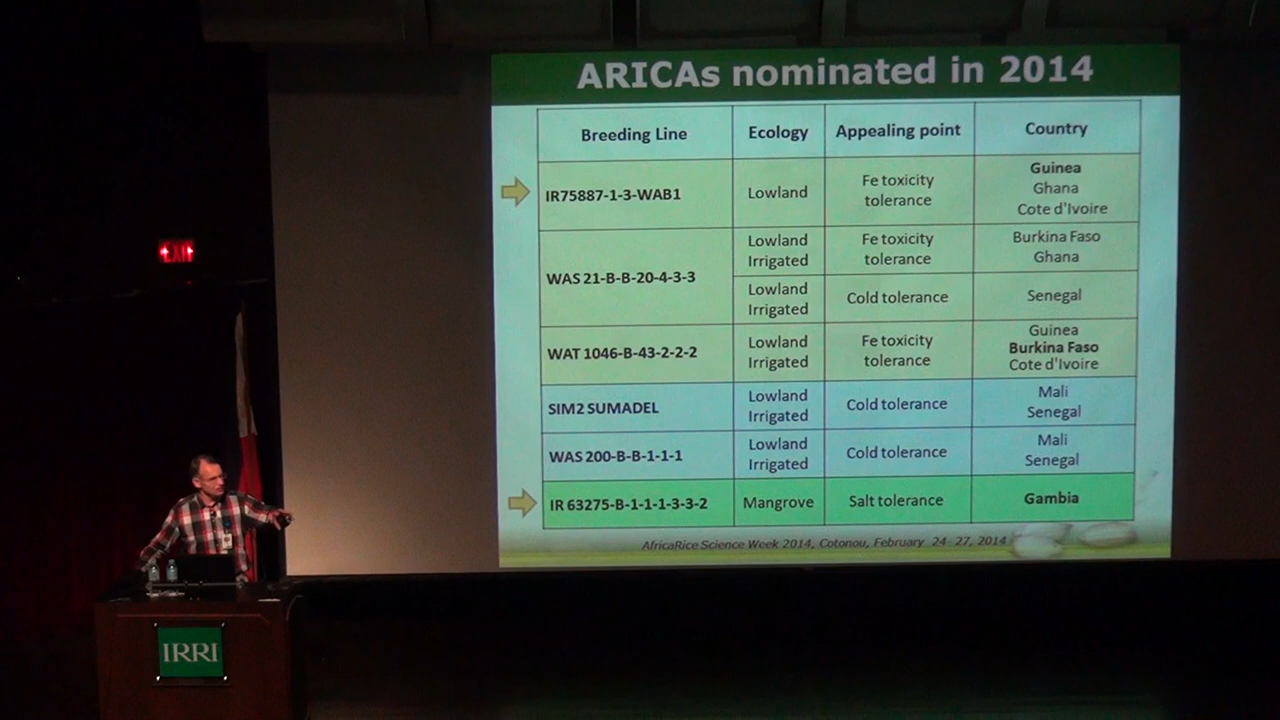 ARICAs nominated in 2014
Breeding Line
Ecology
Appealing point
Country
IR75887-1-3-WAB1
Lowland
Fe toxicity
tolerance
Guinea
Ghana
Cote d'Ivoire
WAS 21-B-B-20-4-3-3
Lowland
Irrigated
Fe toxicity
tolerance
Burkina Faso
Ghana
Lowland
Irrigated
Cold tolerance
Senegal
WAT 1046-B-43-2-2-2
Lowland
Irrigated
Fe toxicity
tolerance
Guinea
Burkina Faso
Cote d'Ivoire
SIM2 SUMADEL
Lowland
Irrigated
Cold tolerance
Mali
Senegal
WAS 200-B-B-1-1-1
Lowland
Irrigated
Cold tolerance
Mali
Senegal
IR 63275-B-1-1-1-3-3-2
Mangrove
Salt tolerance
Gambia
AfricaRice Science Week 2014, Cotonou, February 24-27, 2014
EXIT
IRRI